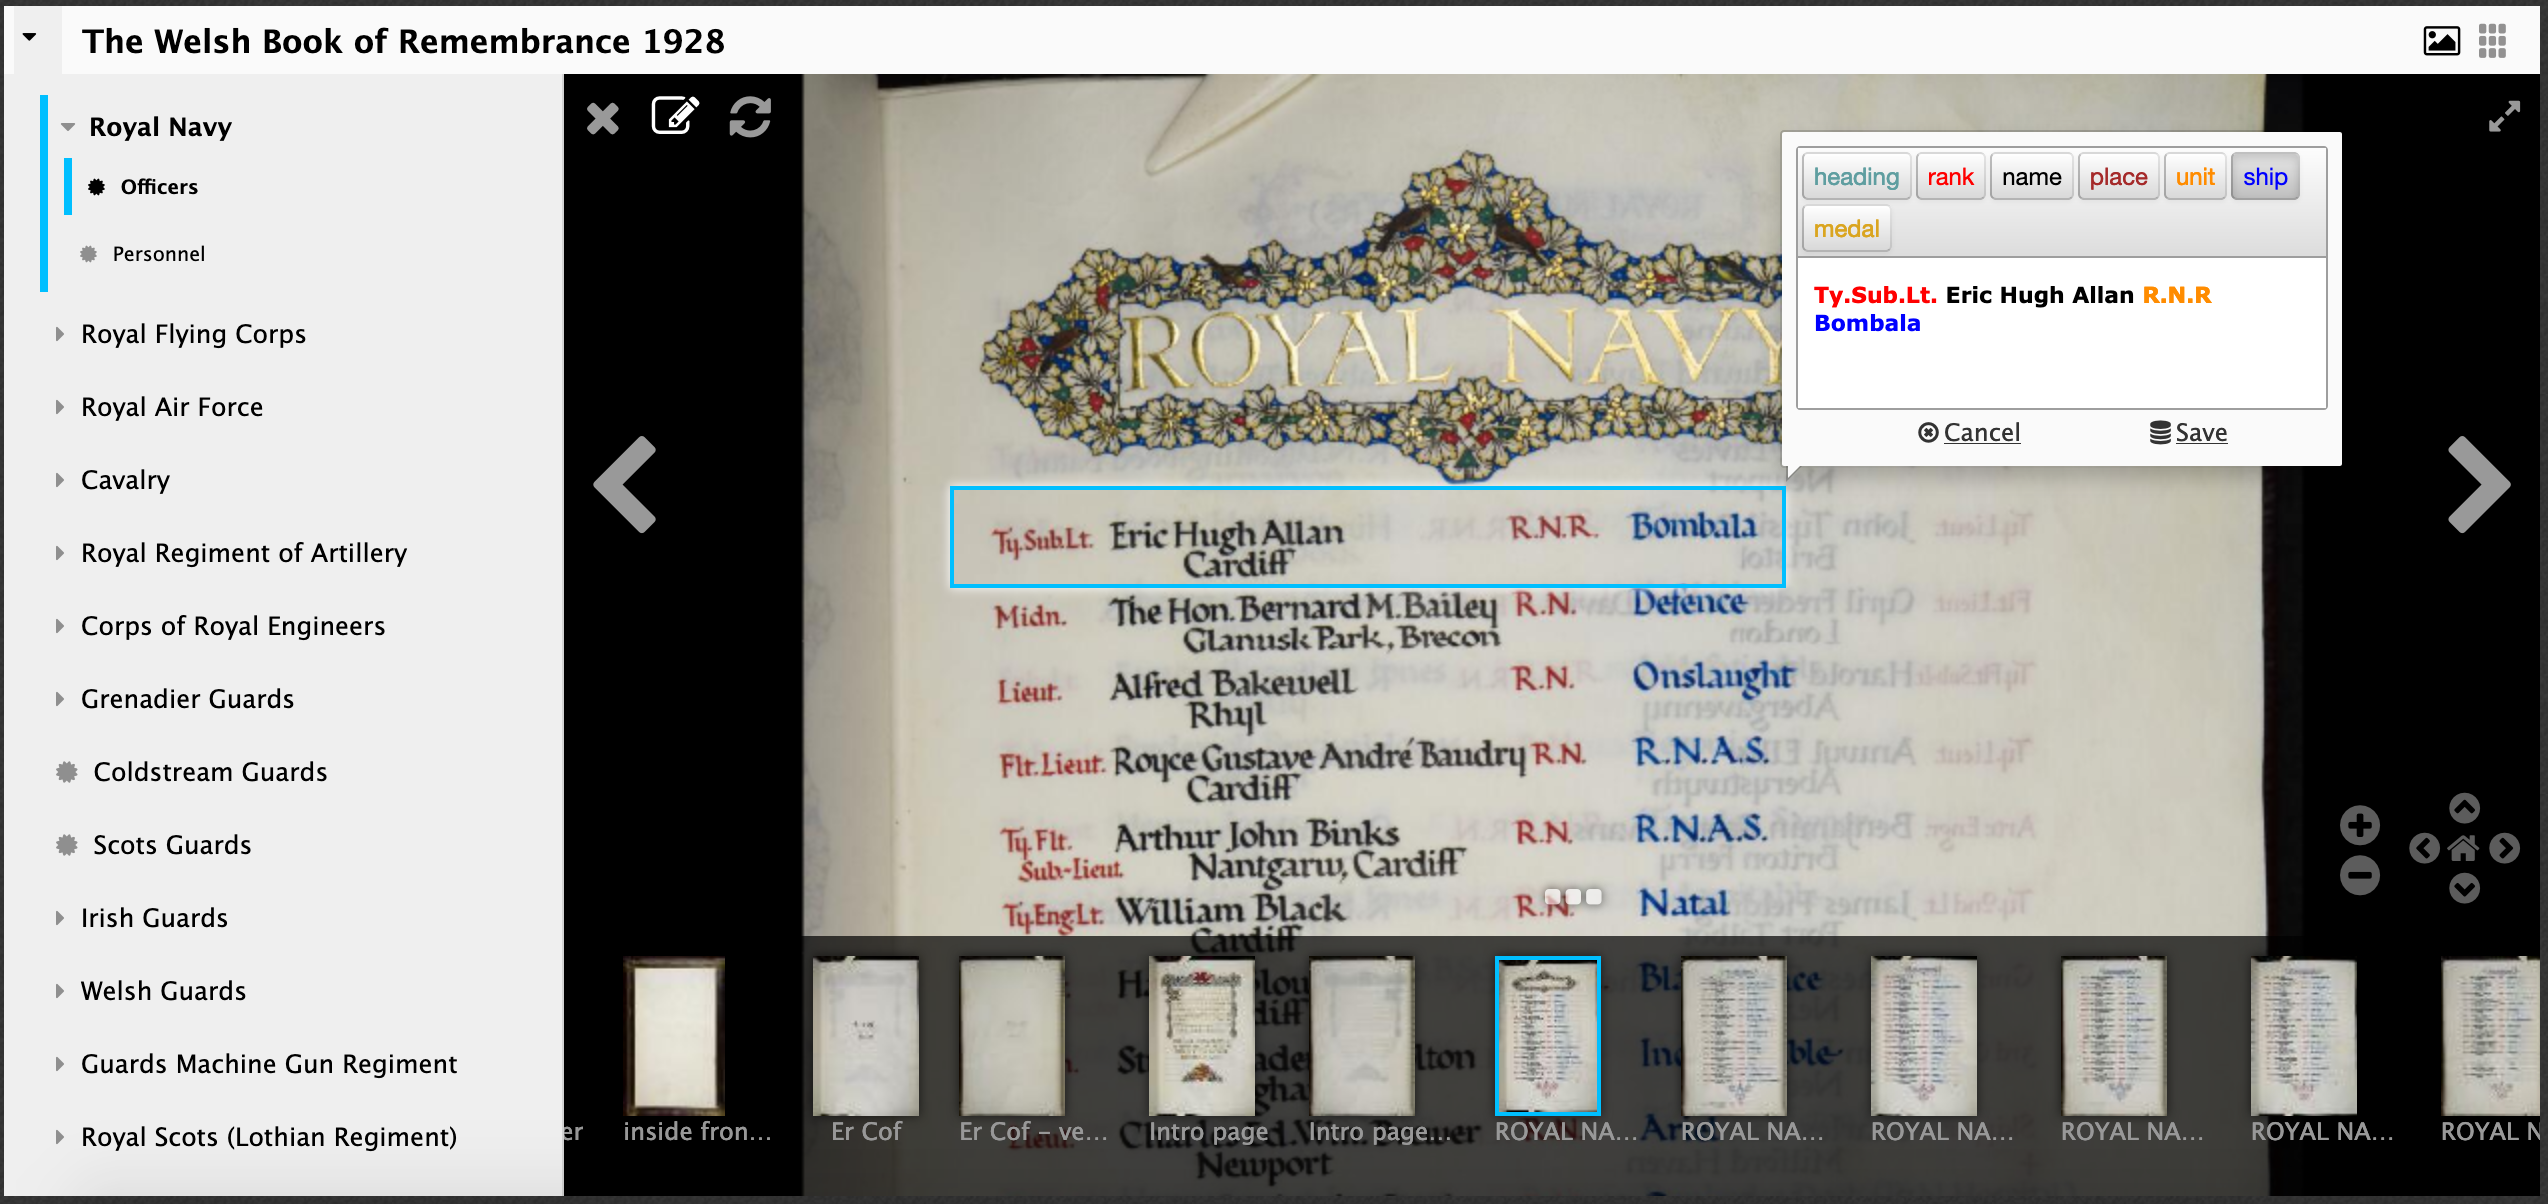 The Welsh Book of Remembrance 1928
Royal Navy
Officers
Personnel
Royal Flying Corps
Royal Air Force
Cavalry
Royal Regiment of Artillery
Corps of Royal Engineers
Grenadier Guards
Coldstream Guards
Scots Guards
Irish Guards
Welsh Guards
Guards Machine Gun Regiment
Royal Scots (Lothian Regiment)
heading rank name place unit ship
medal
Ty.Sub.Lt. Eric Hugh Allan R.N.R
Bombala
Cancel Save
ROYAL NAVY
Ty.Sub.Lt. Eric Hugh Allan R.N.R. Bombala
Cardiff
Midn. The Hon. Bernard M. Bailey R.N. Defence
Glanusk Park, Brecon
Lieut. Alfred Bakewell R.N. Onslaught
Rhyl
Flt. Lieut. Royce Gustave André Baudry R.N. R.N.A.S.
Cardiff
Ty. Flt. Arthur John Binks R.N. R.N.A.S.
Sub-Lieut. Nantgarw, Cardiff
Ty.Eng.Lt. William Black R.N. Natal
Cardiff
Newport
er
inside fron...
Er Cof
Er Cof – ve...
Intro page
Intro page...
ROYAL NA...
ROYAL NA...
ROYAL NA...
ROYAL NA...
ROYAL NA...
ROYAL N